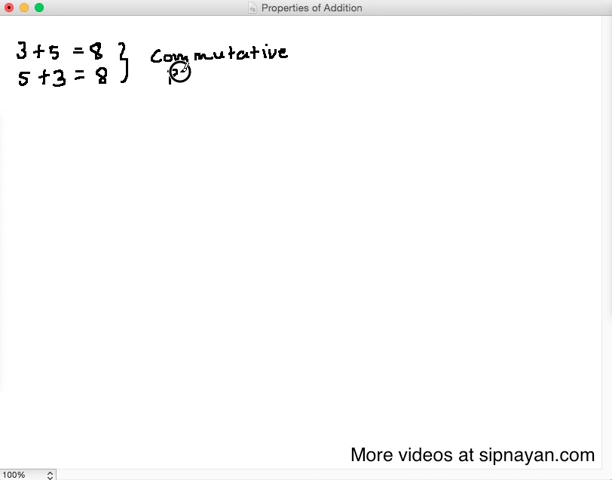 Properties of Addition
3 + 5 = 8
5 + 3 = 8
Commutative
More videos at sipnayan.com
100%